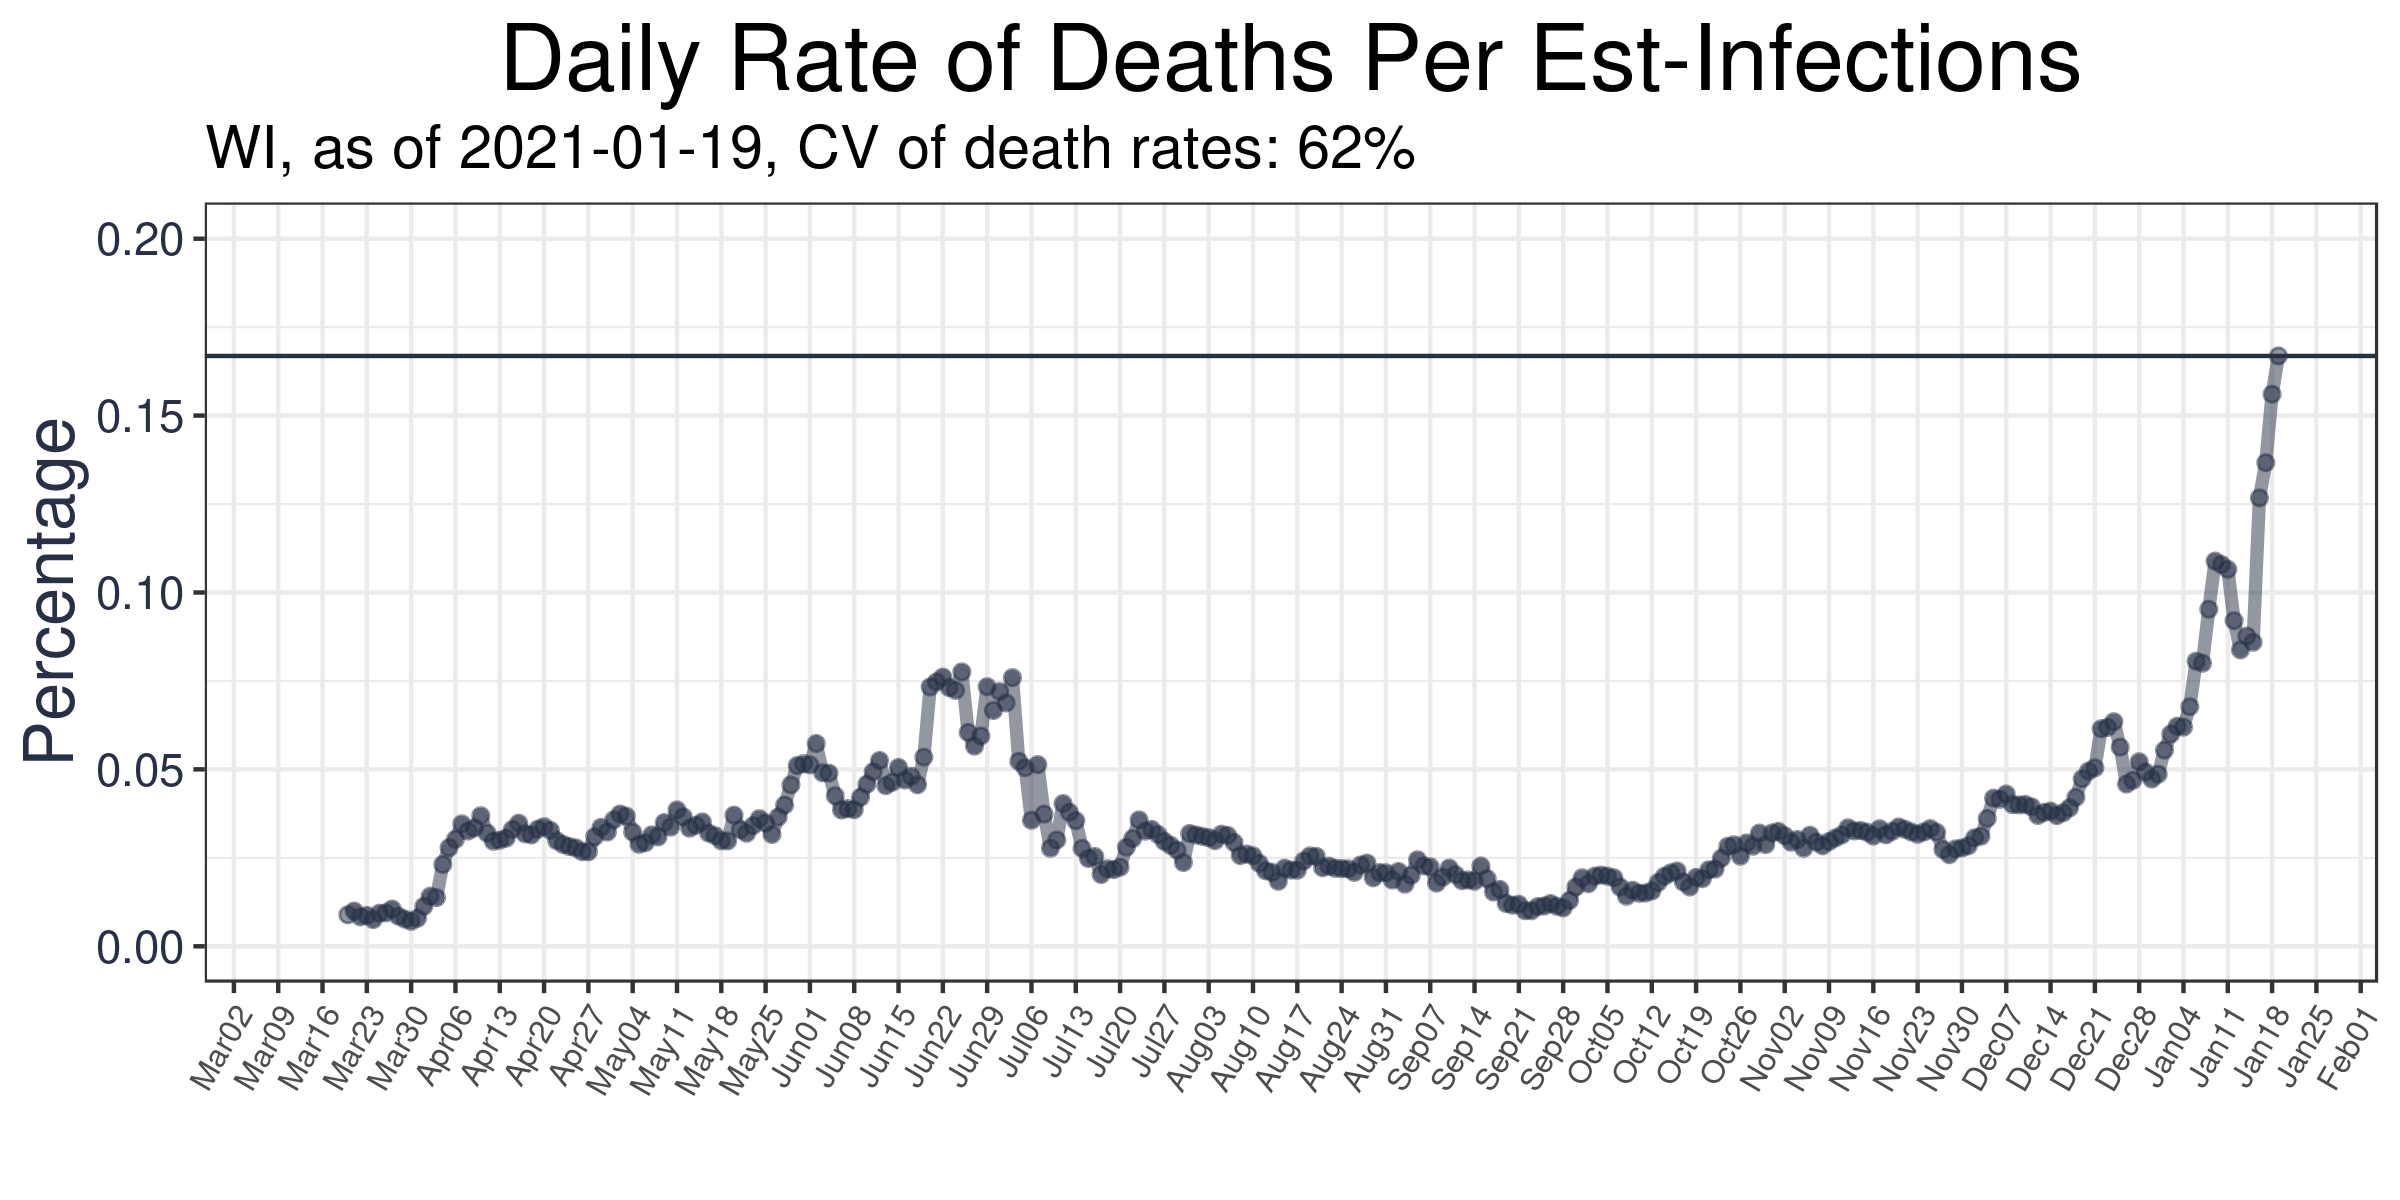 Daily Rate of Deaths Per Est-Infections
WI, as of 2021-01-19, CV of death rates: 62%
Percentage
0.20
0.15
0.10
0.05
0.00
Mar02
Mar09
Mar16
Mar23
Mar30
Apr06
Apr13
Apr20
Apr27
May04
May11
May18
May25
Jun01
Jun08
Jun15
Jun22
Jun29
Jul06
Jul13
Jul20
Jul27
Aug03
Aug10
Aug17
Aug24
Aug31
Sep07
Sep14
Sep21
Sep28
Oct05
Oct12
Oct19
Oct26
Nov02
Nov09
Nov16
Nov23
Nov30
Dec07
Dec14
Dec21
Dec28
Jan04
Jan11
Jan18
Jan25
Feb01